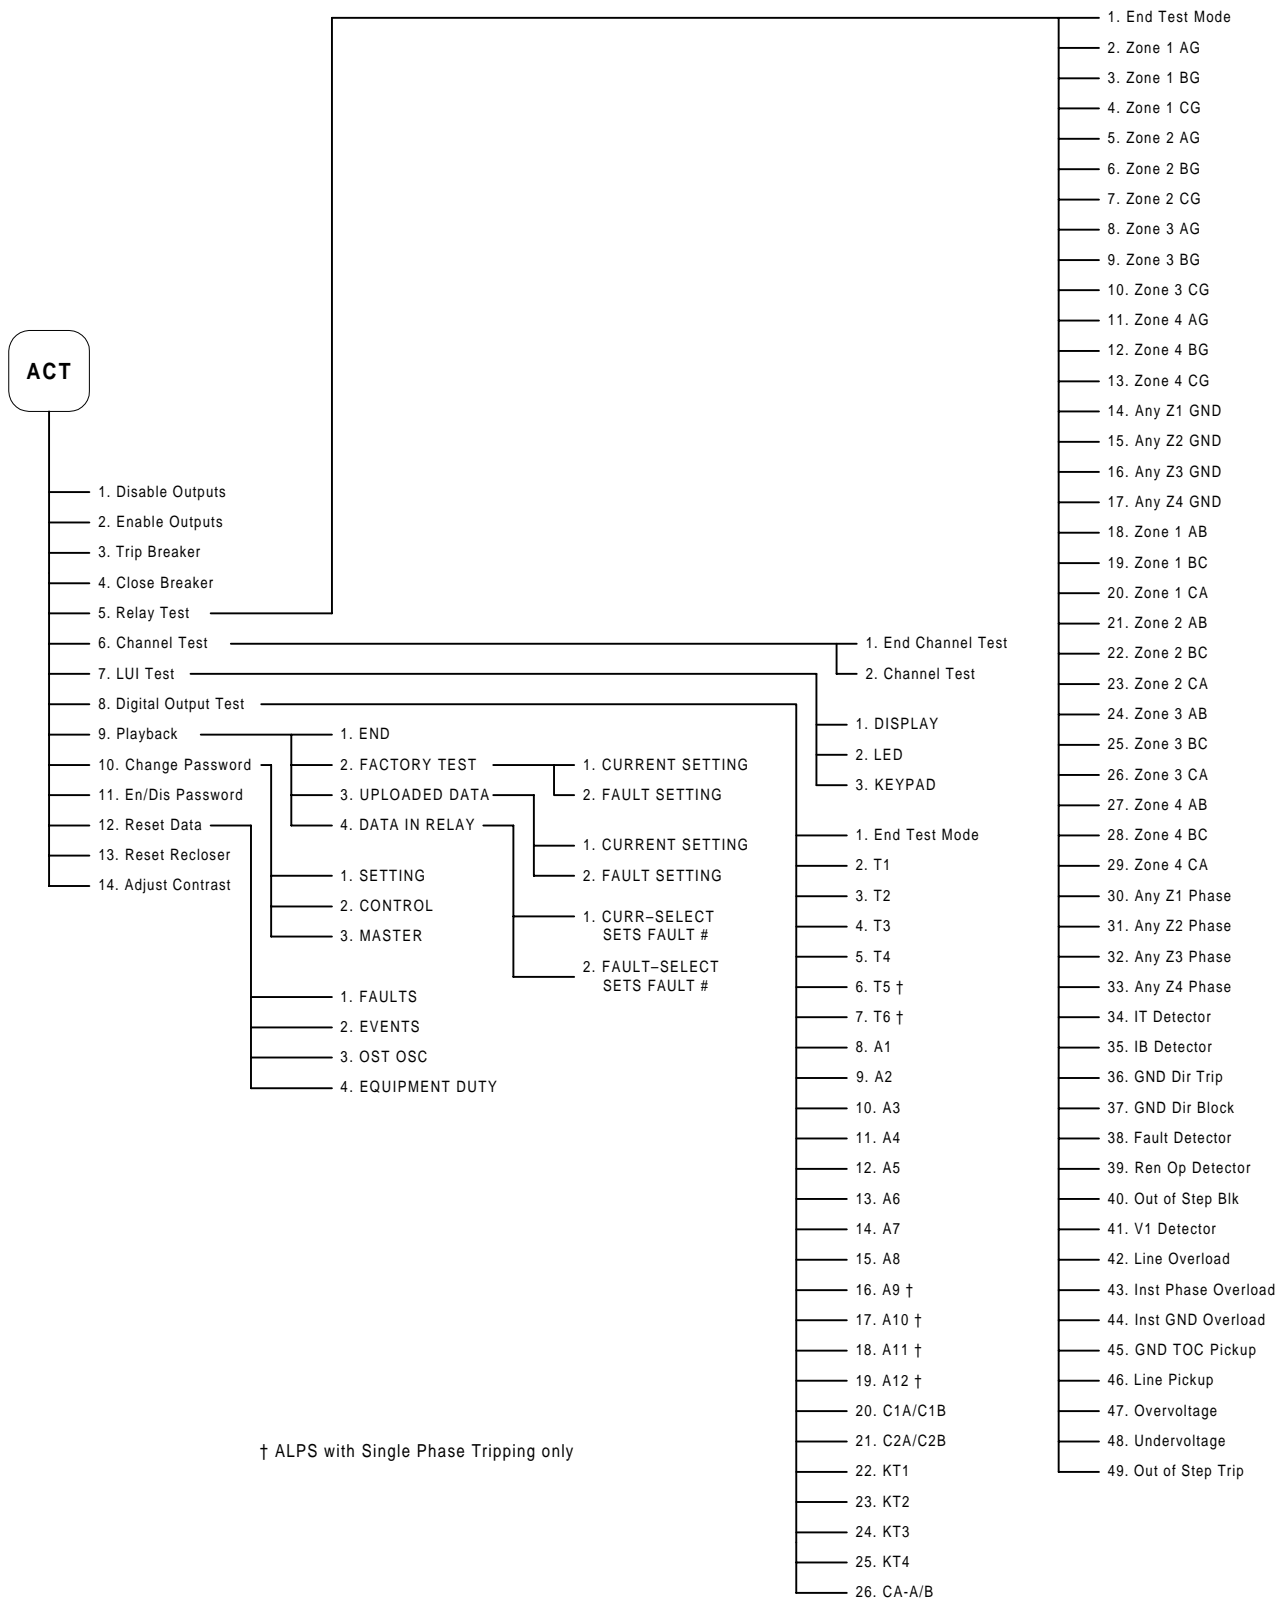 ACT
1. Disable Outputs
2. Enable Outputs
3. Trip Breaker
4. Close Breaker
5. Relay Test
6. Channel Test
7. LUI Test
8. Digital Output Test
9. Playback
10. Change Password
11. En/Dis Password
12. Reset Data
13. Reset Recloser
14. Adjust Contrast
1. END
2. FACTORY TEST
3. UPLOADED DATA
4. DATA IN RELAY
1. SETTING
2. CONTROL
3. MASTER
1. FAULTS
2. EVENTS
3. OST OSC
4. EQUIPMENT DUTY
1. CURRENT SETTING
2. FAULT SETTING
1. CURRENT SETTING
2. FAULT SETTING
1. CURR–SELECT
SETS FAULT #
2. FAULT–SELECT
SETS FAULT #
1. End Channel Test
2. Channel Test
1. DISPLAY
2. LED
3. KEYPAD
1. End Test Mode
2. T1
3. T2
4. T3
5. T4
6. T5 †
7. T6 †
8. A1
9. A2
10. A3
11. A4
12. A5
13. A6
14. A7
15. A8
16. A9 †
17. A10 †
18. A11 †
19. A12 †
20. C1A/C1B
21. C2A/C2B
22. KT1
23. KT2
24. KT3
25. KT4
26. CA-A/B
1. End Test Mode
2. Zone 1 AG
3. Zone 1 BG
4. Zone 1 CG
5. Zone 2 AG
6. Zone 2 BG
7. Zone 2 CG
8. Zone 3 AG
9. Zone 3 BG
10. Zone 3 CG
11. Zone 4 AG
12. Zone 4 BG
13. Zone 4 CG
14. Any Z1 GND
15. Any Z2 GND
16. Any Z3 GND
17. Any Z4 GND
18. Zone 1 AB
19. Zone 1 BC
20. Zone 1 CA
21. Zone 2 AB
22. Zone 2 BC
23. Zone 2 CA
24. Zone 3 AB
25. Zone 3 BC
26. Zone 3 CA
27. Zone 4 AB
28. Zone 4 BC
29. Zone 4 CA
30. Any Z1 Phase
31. Any Z2 Phase
32. Any Z3 Phase
33. Any Z4 Phase
34. IT Detector
35. IB Detector
36. GND Dir Trip
37. GND Dir Block
38. Fault Detector
39. Ren Op Detector
40. Out of Step Blk
41. V1 Detector
42. Line Overload
43. Inst Phase Overload
44. Inst GND Overload
45. GND TOC Pickup
46. Line Pickup
47. Overvoltage
48. Undervoltage
49. Out of Step Trip
† ALPS with Single Phase Tripping only